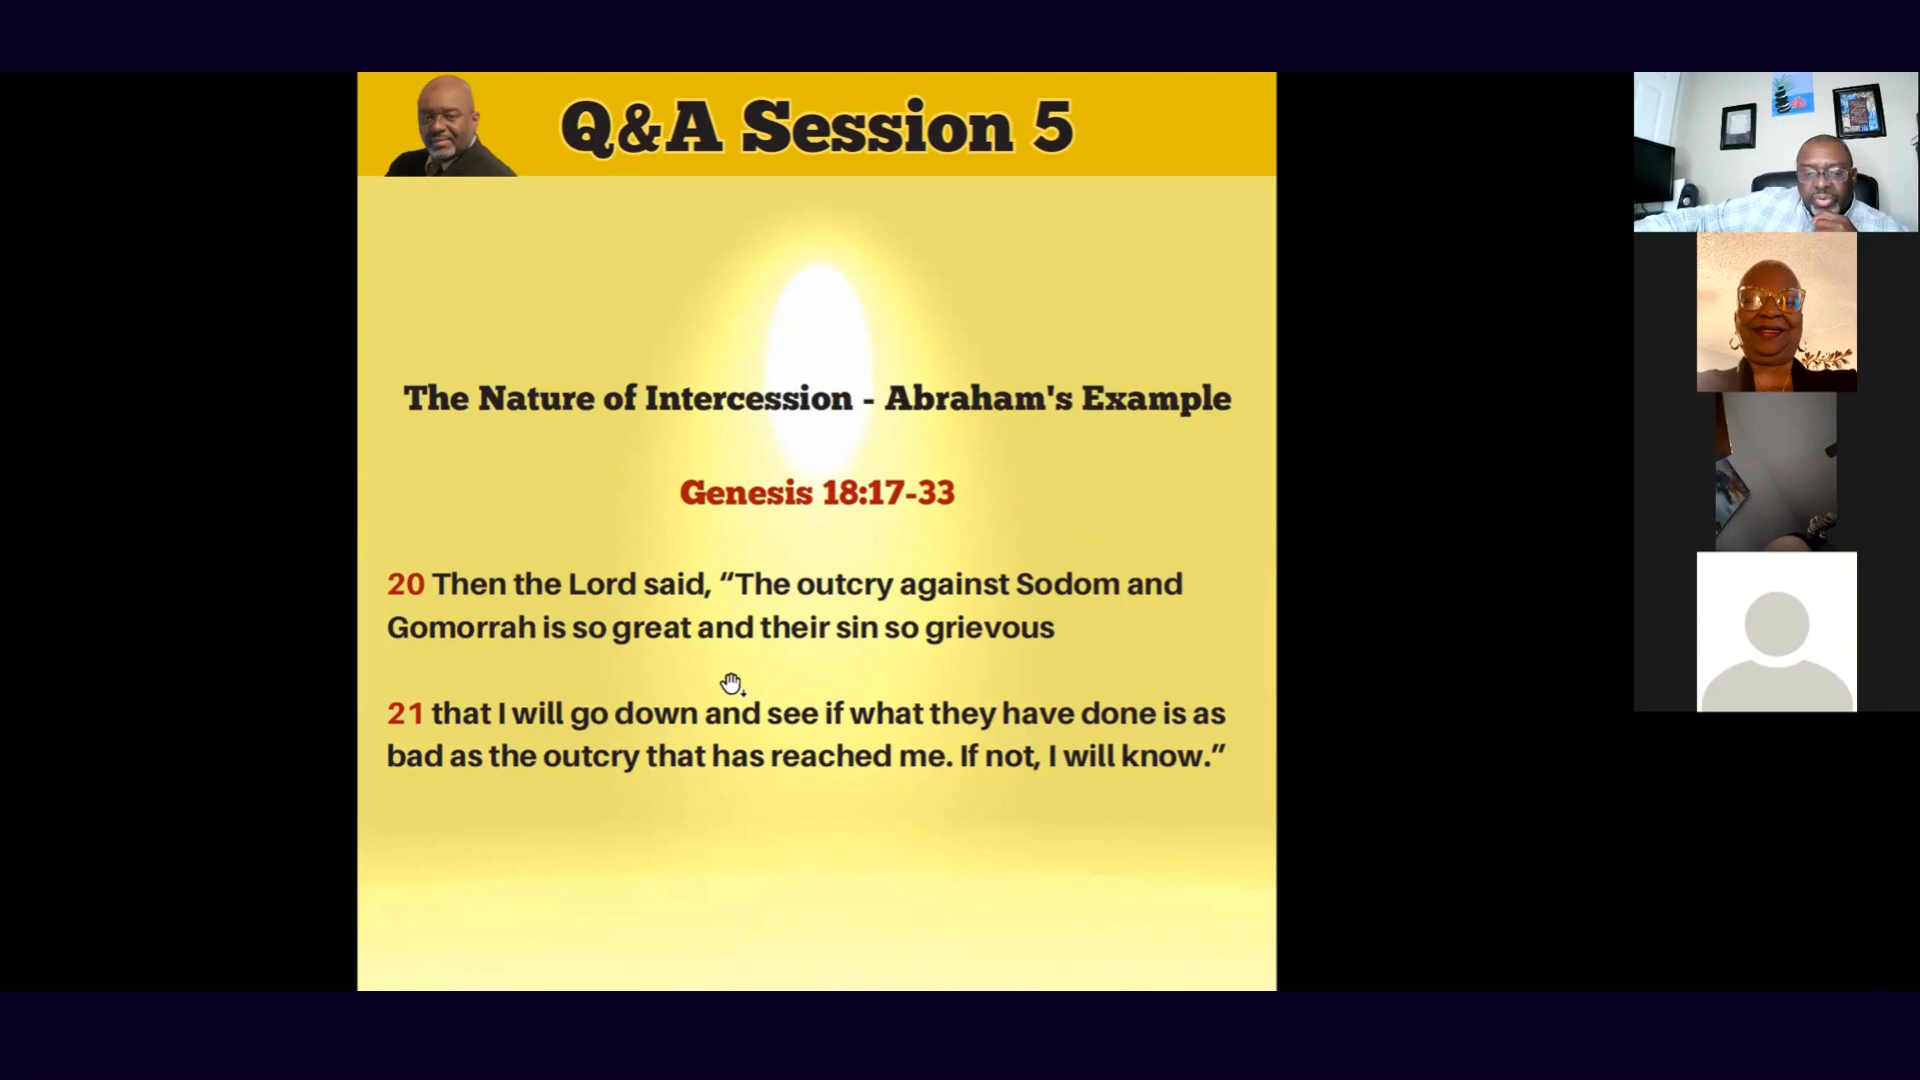 Q&A Session 5
The Nature of Intercession - Abraham's Example
Genesis 18:17-33
20 Then the Lord said, “The outcry against Sodom and
Gomorrah is so great and their sin so grievous
21 that I will go down and see if what they have done is as
bad as the outcry that has reached me. If not, I will know.”